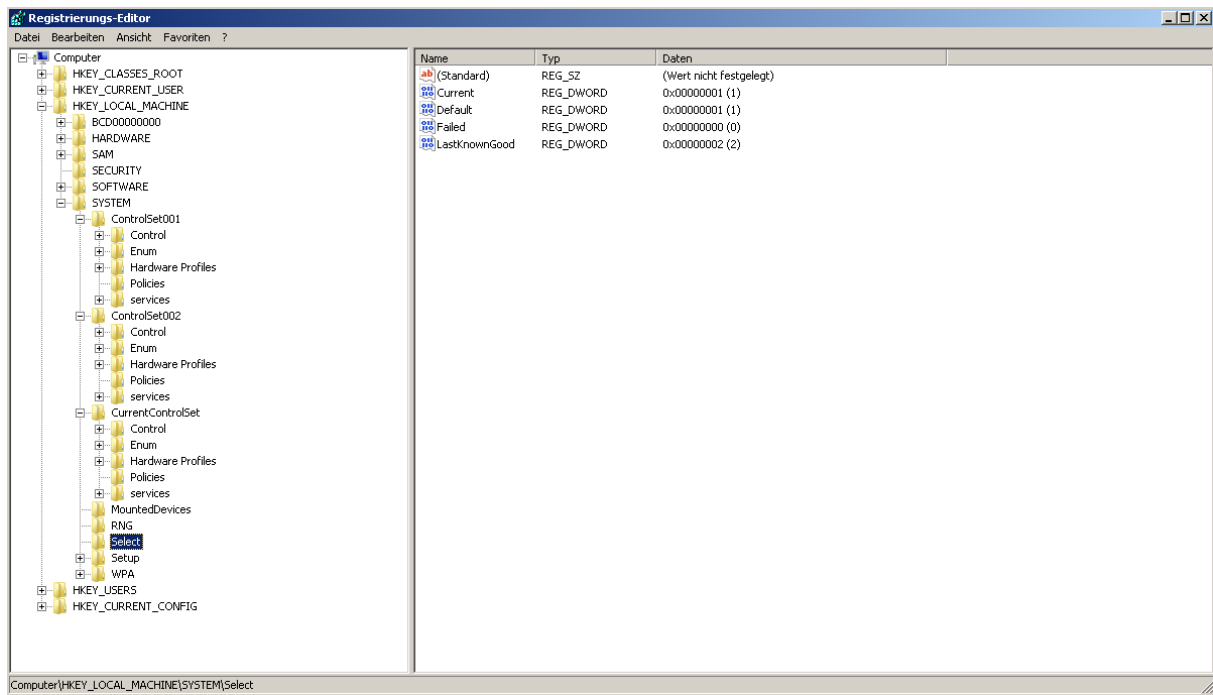 Registrierungs-Editor
Datei Bearbeiten Ansicht Favoriten ?
Computer
HKEY_CLASSES_ROOT
HKEY_CURRENT_USER
HKEY_LOCAL_MACHINE
BCD00000000
HARDWARE
SAM
SECURITY
SOFTWARE
SYSTEM
ControlSet001
Control
Enum
Hardware Profiles
Policies
services
ControlSet002
Control
Enum
Hardware Profiles
Policies
services
CurrentControlSet
Control
Enum
Hardware Profiles
Policies
services
MountedDevices
RNG
Select
Setup
WPA
HKEY_USERS
HKEY_CURRENT_CONFIG
Name Typ Daten
(Standard) REG_SZ (Wert nicht festgelegt)
Current REG_DWORD 0x00000001 (1)
Default REG_DWORD 0x00000001 (1)
Failed REG_DWORD 0x00000000 (0)
LastKnownGood REG_DWORD 0x00000002 (2)
Computer\HKEY_LOCAL_MACHINE\SYSTEM\Select